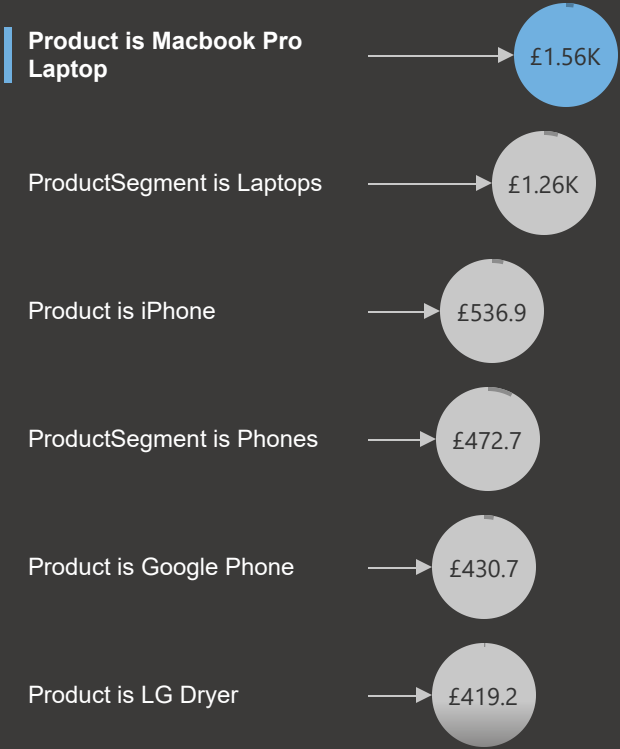 Product is Macbook Pro
Laptop
£1.56K
ProductSegment is Laptops
£1.26K
Product is iPhone
£536.9
ProductSegment is Phones
£472.7
Product is Google Phone
£430.7
Product is LG Dryer
£419.2